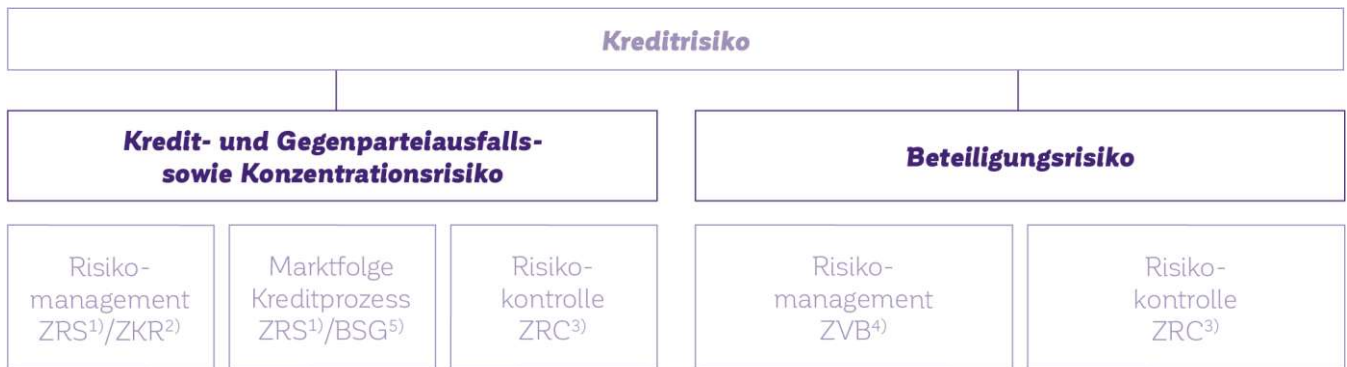 Kreditrisiko
Kredit- und Gegenparteiausfalls-
sowie Konzentrationsrisiko
Beteiligungsrisiko
Risiko-
management
ZRS¹⁾/ZKR²⁾
Marktfolge
Kreditprozess
ZRS¹⁾/BSG⁵⁾
Risiko-
kontrolle
ZRC³⁾
Risiko-
management
ZVB⁴⁾
Risiko-
kontrolle
ZRC³⁾